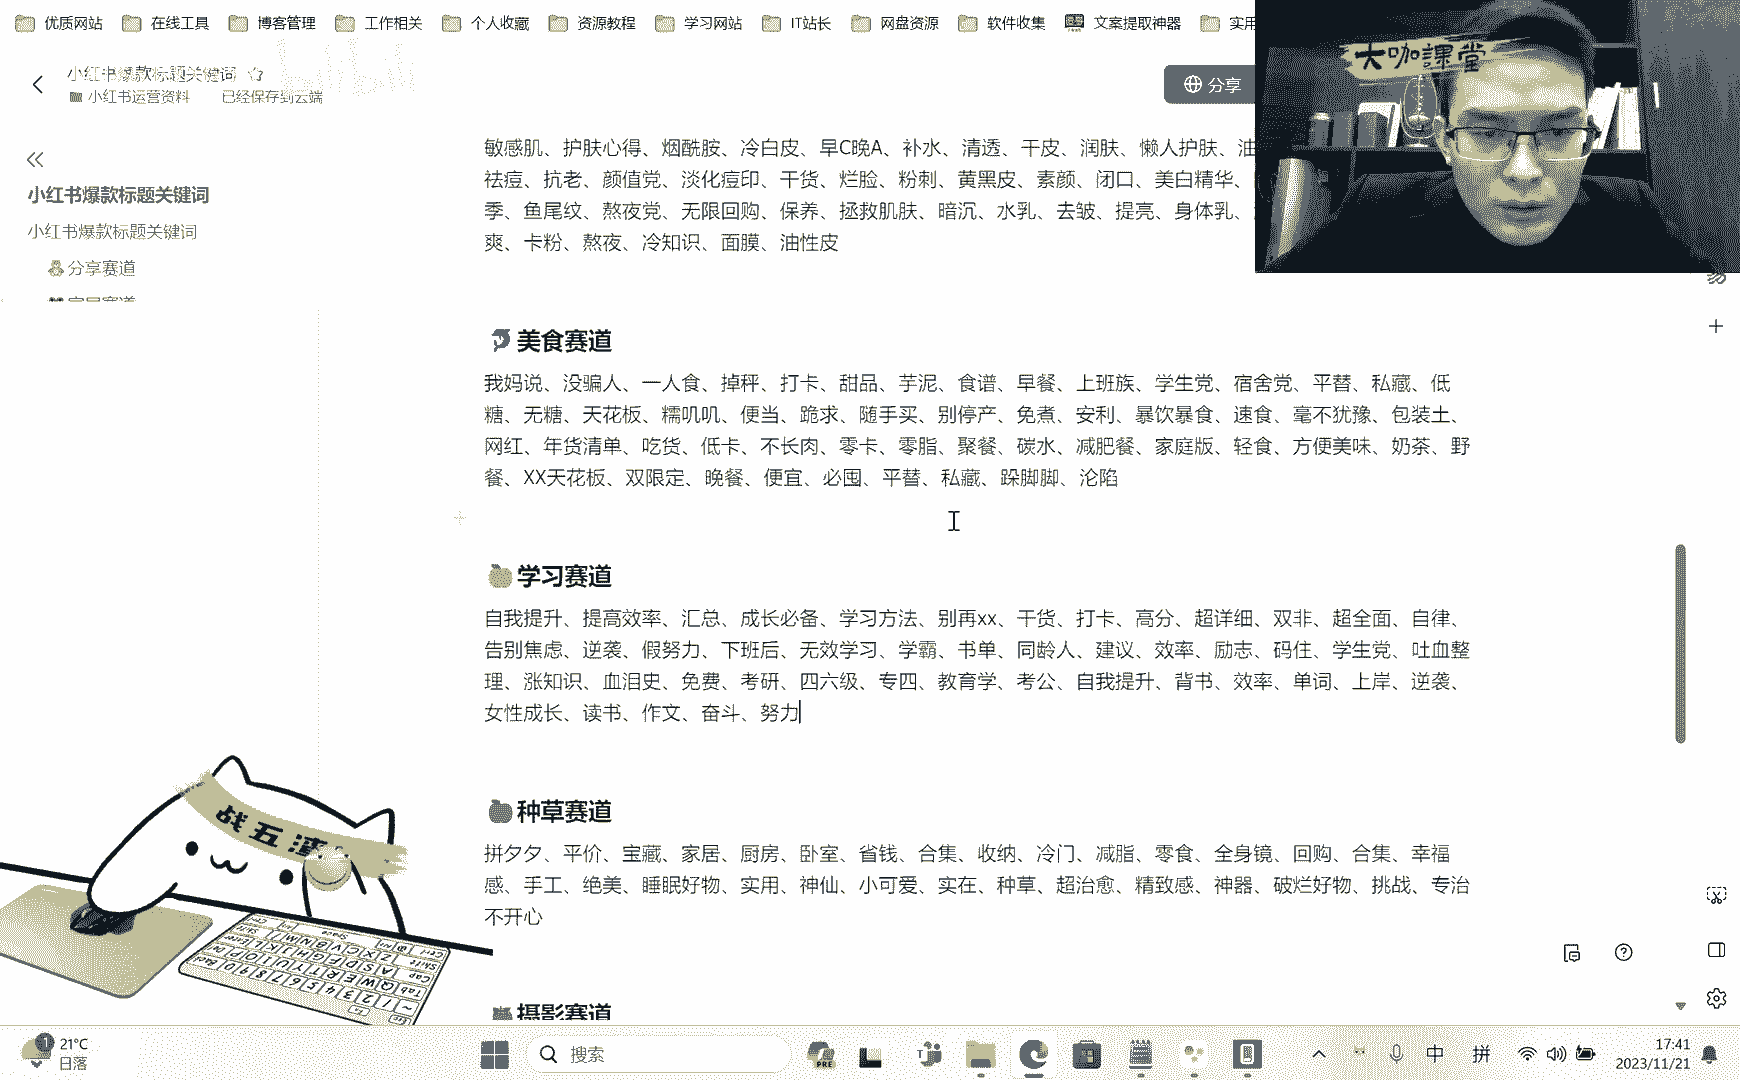 优质网站 在线工具 博客管理 工作相关 个人收藏 资源教程 学习网站 IT站长 网盘资源 软件收集 文案提取神器 实用
大咖課堂
小红书爆款标题关键词
小红书运营资料 已经保存到云端
bilibili
分享
小红书爆款标题关键词
小红书爆款标题关键词
分享赛道
敏感肌、护肤心得、烟酰胺、冷白皮、早C晚A、补水、清透、干皮、润肤、懒人护肤、油
祛痘、抗老、颜值党、淡化痘印、干货、烂脸、粉刺、黄黑皮、素颜、闭口、美白精华、
季、鱼尾纹、熬夜党、无限回购、保养、拯救肌肤、暗沉、水乳、去皱、提亮、身体乳、
爽、卡粉、熬夜、冷知识、面膜、油性皮
美食赛道
我妈说、没骗人、一人食、掉秤、打卡、甜品、芋泥、食谱、早餐、上班族、学生党、宿舍党、平替、私藏、低
糖、无糖、天花板、糯叽叽、便当、跪求、随手买、别停产、免煮、安利、暴饮暴食、速食、毫不犹豫、包装土、
网红、年货清单、吃货、低卡、不长肉、零卡、零脂、聚餐、碳水、减肥餐、家庭版、轻食、方便美味、奶茶、野
餐、XX天花板、双限定、晚餐、便宜、必囤、平替、私藏、跺脚脚、沦陷
学习赛道
自我提升、提高效率、汇总、成长必备、学习方法、别再xx、干货、打卡、高分、超详细、双非、超全面、自律、
告别焦虑、逆袭、假努力、下班后、无效学习、学霸、书单、同龄人、建议、效率、励志、码住、学生党、吐血整
理、涨知识、血泪史、免费、考研、四六级、专四、教育学、考公、自我提升、背书、效率、单词、上岸、逆袭、
女性成长、读书、作文、奋斗、努力
种草赛道
拼夕夕、平价、宝藏、家居、厨房、卧室、省钱、合集、收纳、冷门、减脂、零食、全身镜、回购、合集、幸福
感、手工、绝美、睡眠好物、实用、神仙、小可爱、实在、种草、超治愈、精致感、神器、破烂好物、挑战、专治
不开心
摄影赛道
战五渣
21°C
日落
搜索
中 拼
17:41
2023/11/21